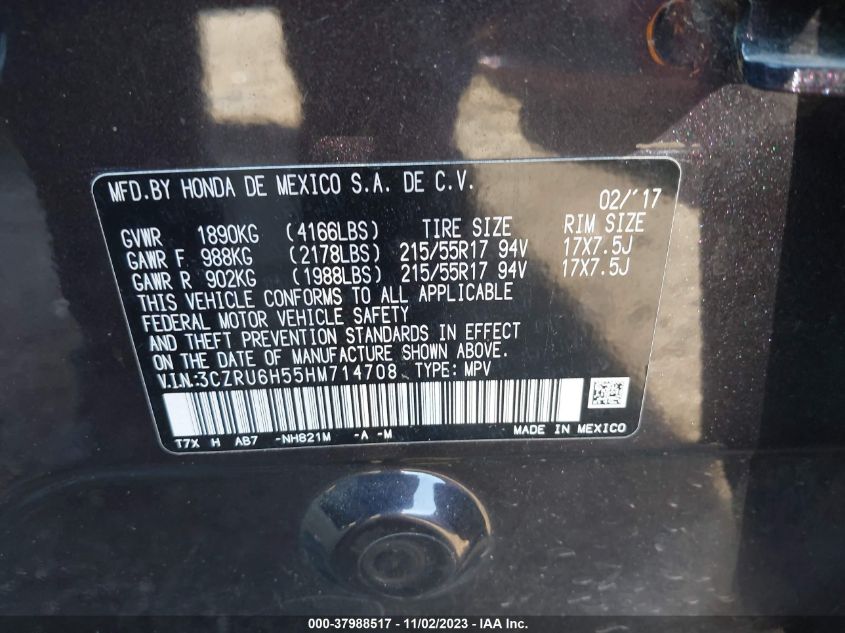 MFD.BY HONDA DE MEXICO S.A. DE C.V.
02/'17
GVWR 1890KG (4166LBS) TIRE SIZE RIM SIZE
GAWR F 988KG (2178LBS) 215/55R17 94V 17X7.5J
GAWR R 902KG (1988LBS) 215/55R17 94V 17X7.5J
THIS VEHICLE CONFORMS TO ALL APPLICABLE
FEDERAL MOTOR VEHICLE SAFETY
AND THEFT PREVENTION STANDARDS IN EFFECT
ON THE DATE OF MANUFACTURE SHOWN ABOVE.
V.I.N:3CZRU6H55HM714708 TYPE: MPV
T7X H AB7 -NH821M -A -M MADE IN MEXICO
000-37988517 - 11/02/2023 - IAA Inc.